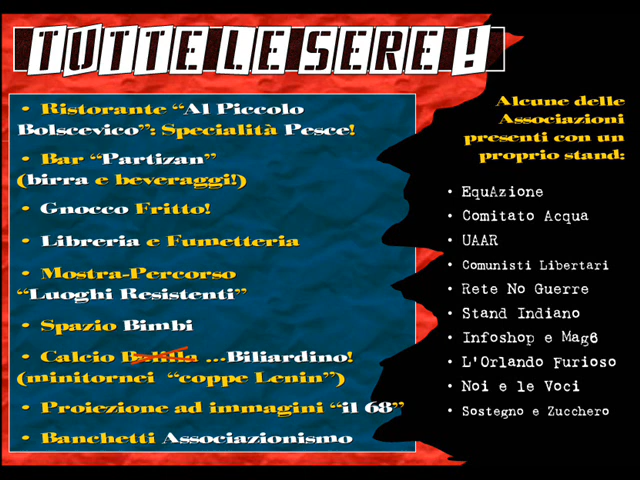 TUTTE LE SERE !
• Ristorante “Al Piccolo
Bolscevico”: Specialità Pesce!
• Bar “Partizan”
(birra e beveraggi!)
• Gnocco Fritto!
• Libreria e Fumetteria
• Mostra-Percorso
“Luoghi Resistenti”
• Spazio Bimbi
• Calcio Balilla ...Biliardino!
(minitornei “coppe Lenin”)
• Proiezione ad immagini “il 68”
• Banchetti Associazionismo
Alcune delle
Associazioni
presenti con un
proprio stand:
• EquAzione
• Comitato Acqua
• UAAR
• Comunisti Libertari
• Rete No Guerre
• Stand Indiano
• Infoshop e Mag6
• L'Orlando Furioso
• Noi e le Voci
• Sostegno e Zucchero